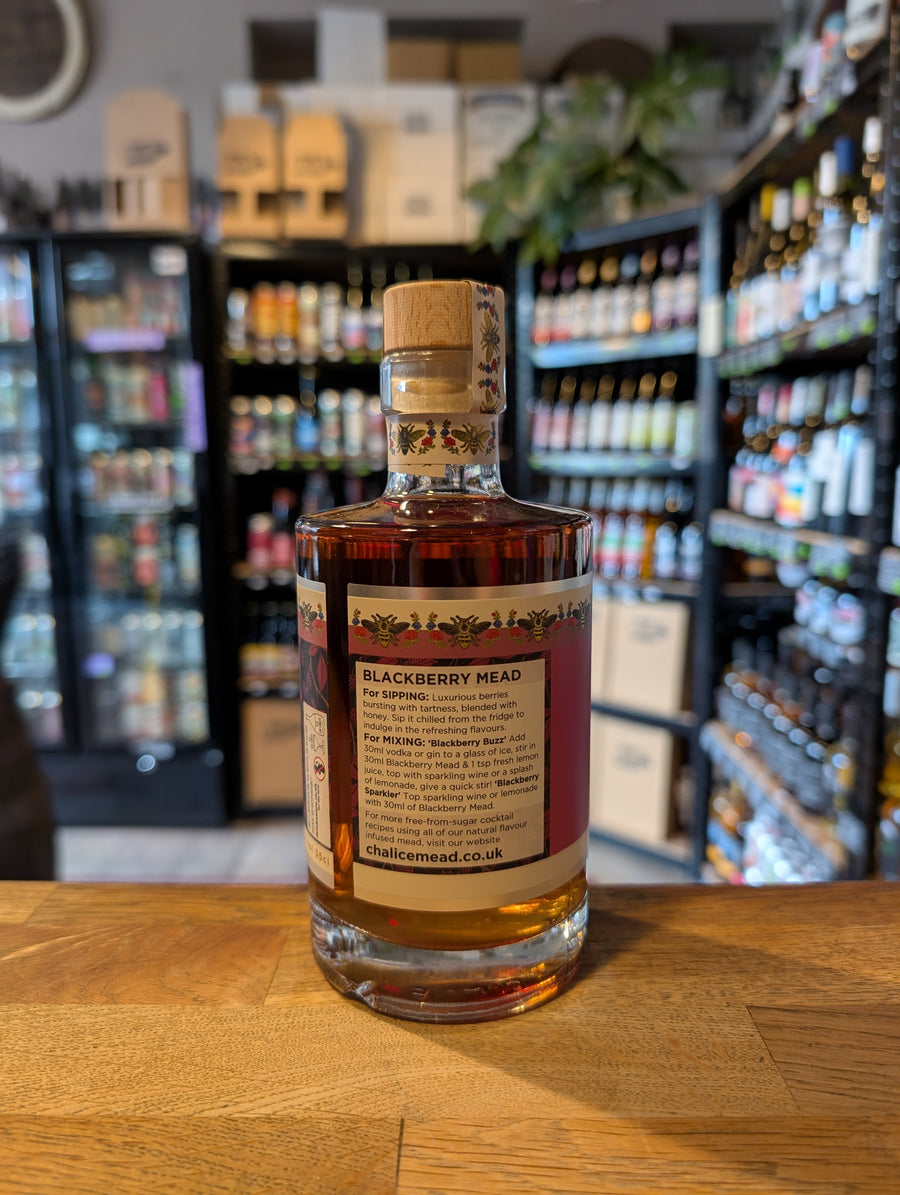 BLACKBERRY MEAD
For SIPPING: Luxurious berries
bursting with tartness, blended with
honey. Sip it chilled from the fridge to
indulge in the refreshing flavours.
For MIXING: 'Blackberry Buzz' Add
30ml vodka or gin to a glass of ice, stir in
30ml Blackberry Mead & 1 tsp fresh lemon
juice, top with sparkling wine or a splash
of lemonade, give a quick stir! 'Blackberry
Sparkler' Top sparkling wine or lemonade
with 30ml of Blackberry Mead.
For more free-from-sugar cocktail
recipes using all of our natural flavour
infused mead, visit our website
chalicemead.co.uk